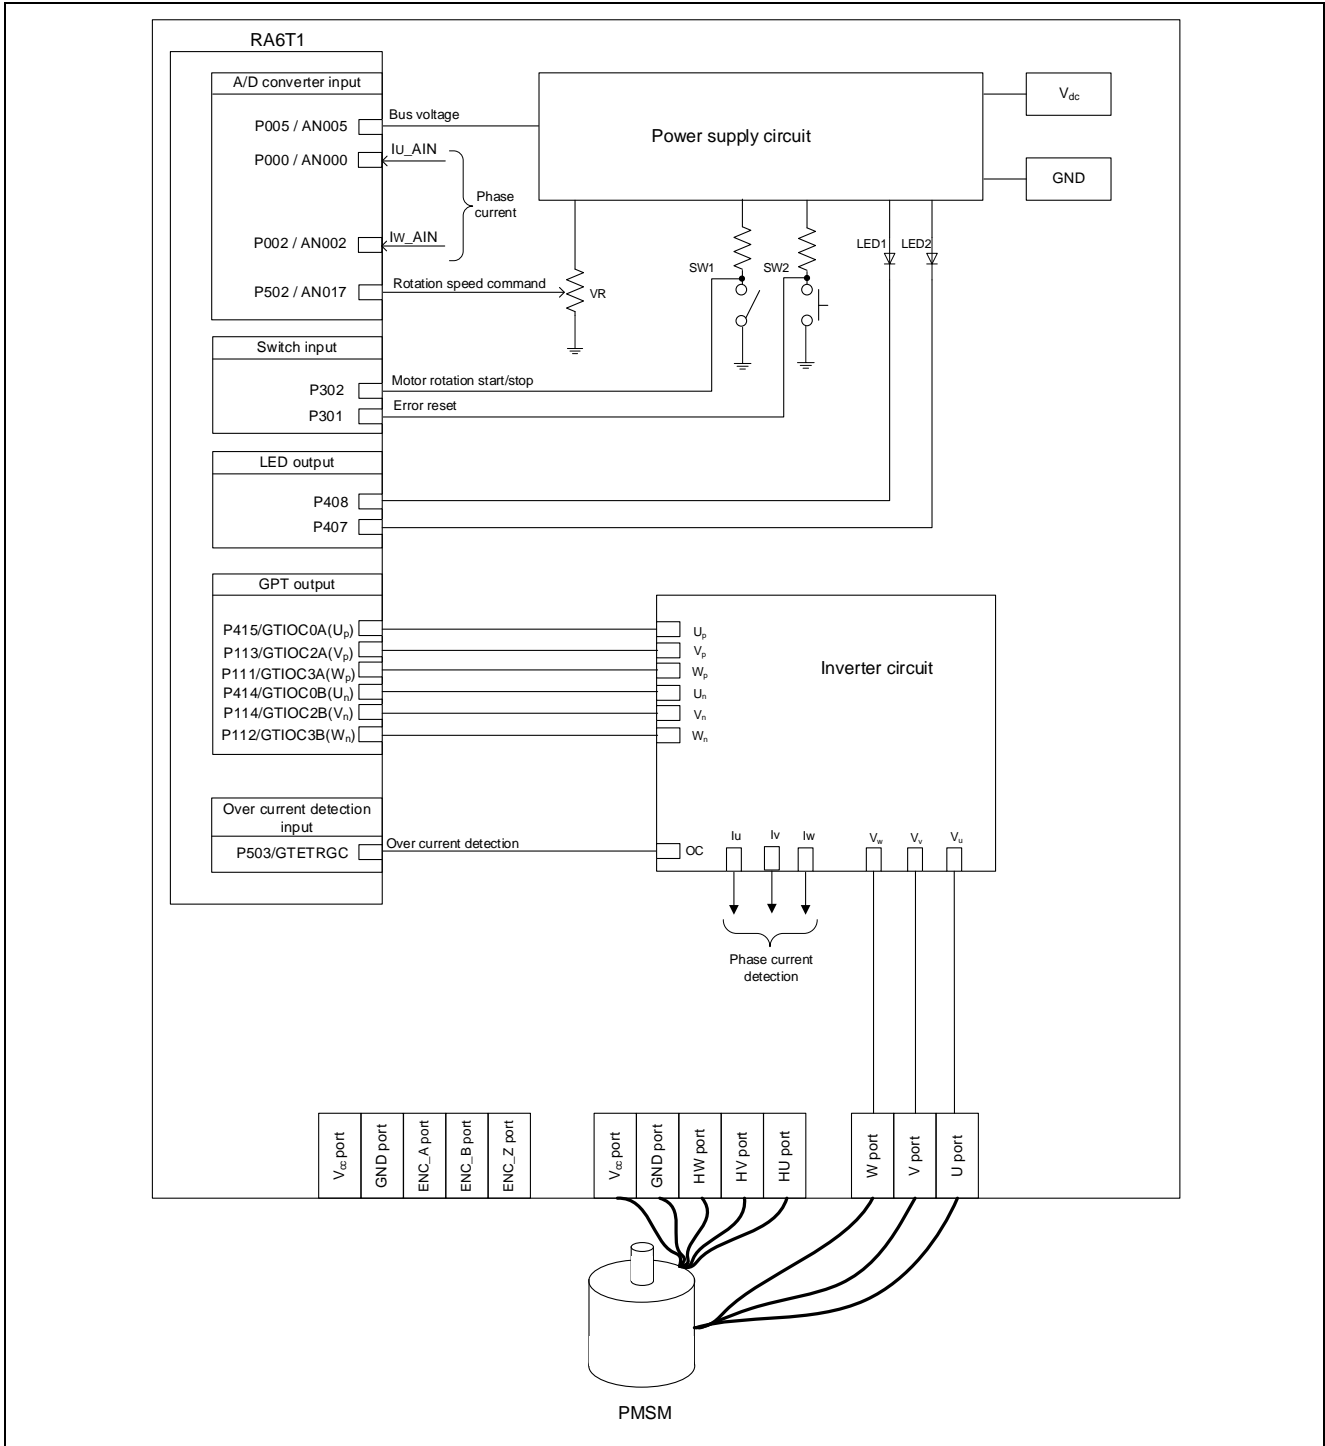 RA6T1
A/D converter input
P005 / AN005
Bus voltage
P000 / AN000
IU_AIN
Phase
current
P002 / AN002
IW_AIN
P502 / AN017
Rotation speed command
VR
Power supply circuit
Vdc
GND
SW1
SW2
LED1
LED2
Switch input
P302
Motor rotation start/stop
P301
Error reset
LED output
P408
P407
GPT output
P415/GTIOC0A(Up)
P113/GTIOC2A(Vp)
P111/GTIOC3A(Wp)
P414/GTIOC0B(Un)
P114/GTIOC2B(Vn)
P112/GTIOC3B(Wn)
Up
Vp
Wp
Un
Vn
Wn
Inverter circuit
Over current detection
input
P503/GTETRGC
Over current detection
OC
Iu
Iv
Iw
Vw
Vv
Vu
Phase current
detection
Vcc port
GND port
ENC_A port
ENC_B port
ENC_Z port
Vcc port
GND port
HW port
HV port
HU port
W port
V port
U port
PMSM